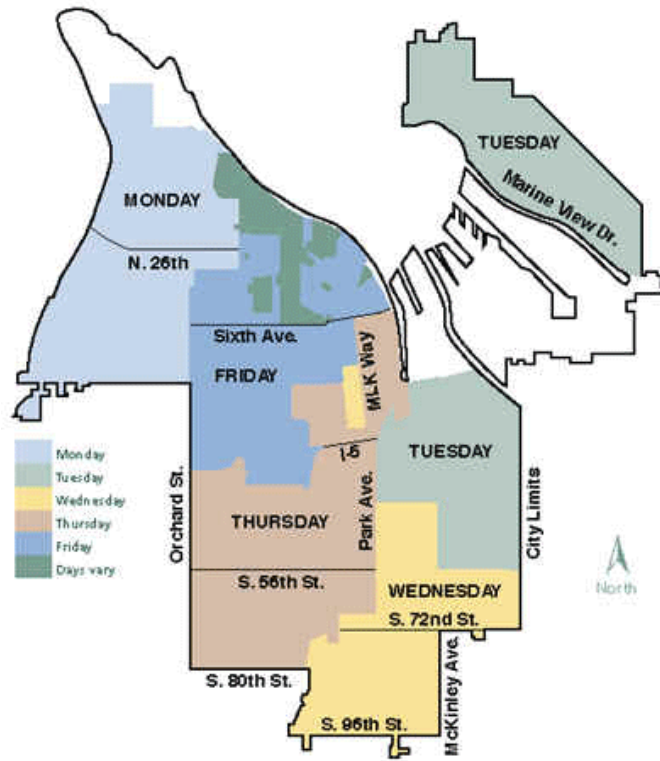 TUESDAY
Marine View Dr.
MONDAY
N. 26th
Sixth Ave.
FRIDAY
MLK Way
I-5
TUESDAY
Monday
Tuesday
Wednesday
Thursday
Friday
Days vary
Orchard St.
THURSDAY
Park Ave.
City Limits
S. 56th St.
WEDNESDAY
S. 72nd St.
North
S. 80th St.
McKinley Ave.
S. 96th St.